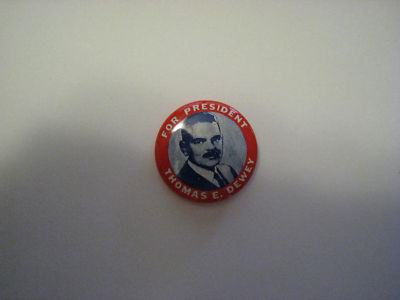 FOR PRESIDENT
THOMAS E. DEWEY